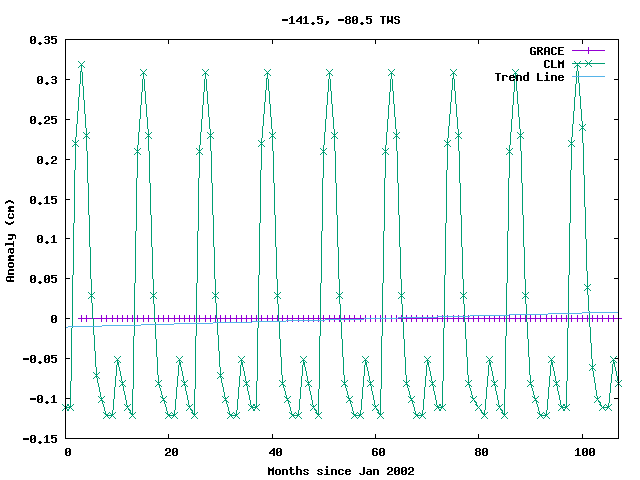 -141.5, -80.5 TWS
GRACE
CLM
Trend Line
0.35
0.3
0.25
0.2
0.15
0.1
0.05
0
-0.05
-0.1
-0.15
Anomaly (cm)
0 20 40 60 80 100
Months since Jan 2002